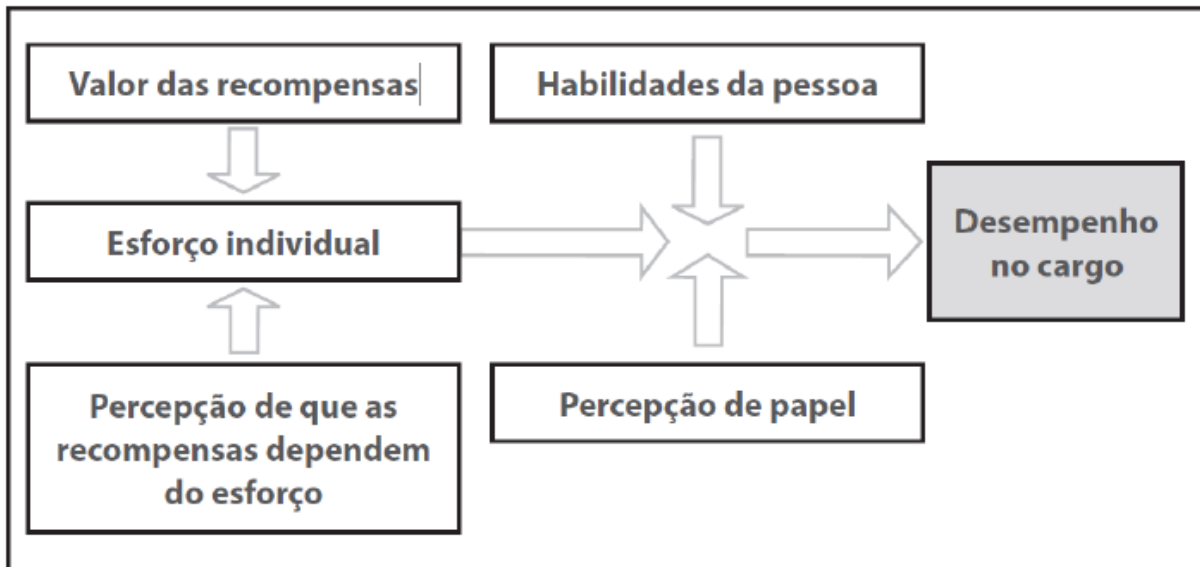 Valor das recompensas
Habilidades da pessoa
Esforço individual
Desempenho
no cargo
Percepção de que as
recompensas dependem
do esforço
Percepção de papel